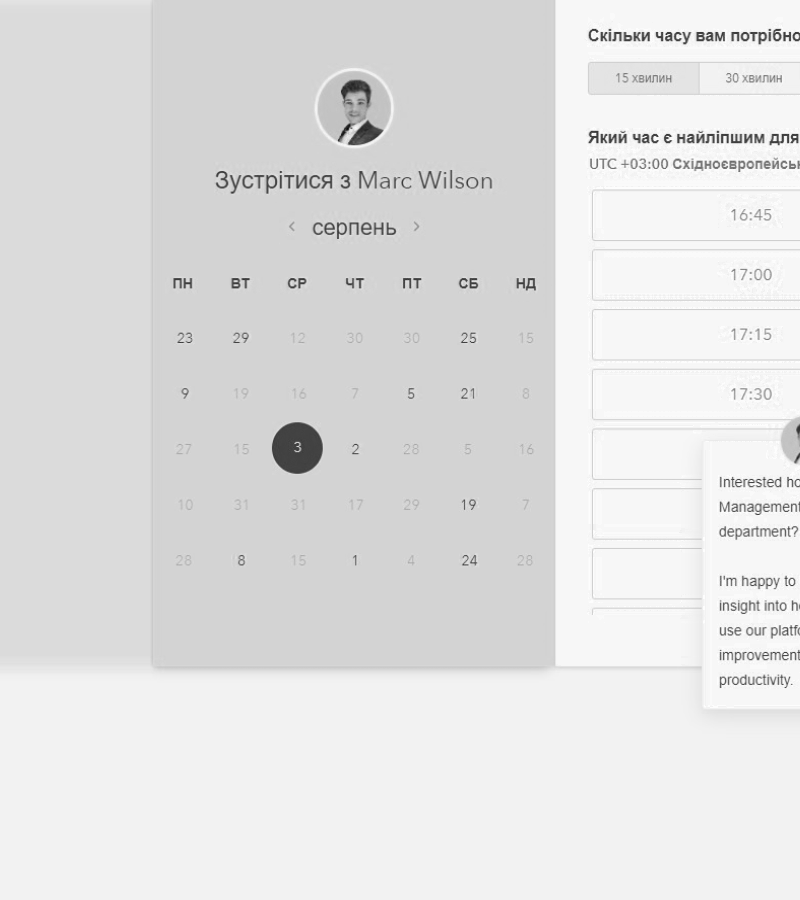 Зустрітися з Marc Wilson
‹ серпень ›
ПН ВТ СР ЧТ ПТ СБ НД
23 29 12 30 30 25 15
9 19 16 7 5 21 8
27 15 3 2 28 5 16
10 31 31 17 29 19 7
28 8 15 1 4 24 28
Скільки часу вам потрібно
15 хвилин 30 хвилин
Який час є найліпшим для
UTC +03:00 Східноєвропейськ
16:45
17:00
17:15
17:30
Interested ho
Management
department?
I'm happy to
insight into h
use our platfo
improvement
productivity.